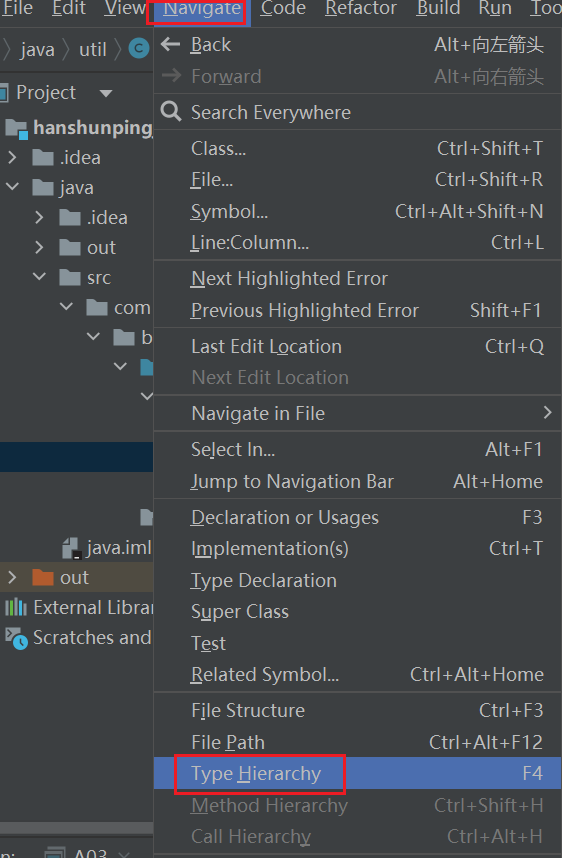 File Edit View Navigate Code Refactor Build Run Too
java util C
Project
hanshunping
.idea
java
.idea
out
src
com
b
java.iml
out
External Librar
Scratches and
Back Alt+向左箭头
Forward Alt+向右箭头
Search Everywhere
Class... Ctrl+Shift+T
File... Ctrl+Shift+R
Symbol... Ctrl+Alt+Shift+N
Line:Column... Ctrl+L
Next Highlighted Error
Previous Highlighted Error Shift+F1
Last Edit Location Ctrl+Q
Next Edit Location
Navigate in File
Select In... Alt+F1
Jump to Navigation Bar Alt+Home
Declaration or Usages F3
Implementation(s) Ctrl+T
Type Declaration
Super Class
Test
Related Symbol... Ctrl+Alt+Home
File Structure Ctrl+F3
File Path Ctrl+Alt+F12
Type Hierarchy F4
Method Hierarchy Ctrl+Shift+H
Call Hierarchy Ctrl+Alt+H
n: A03